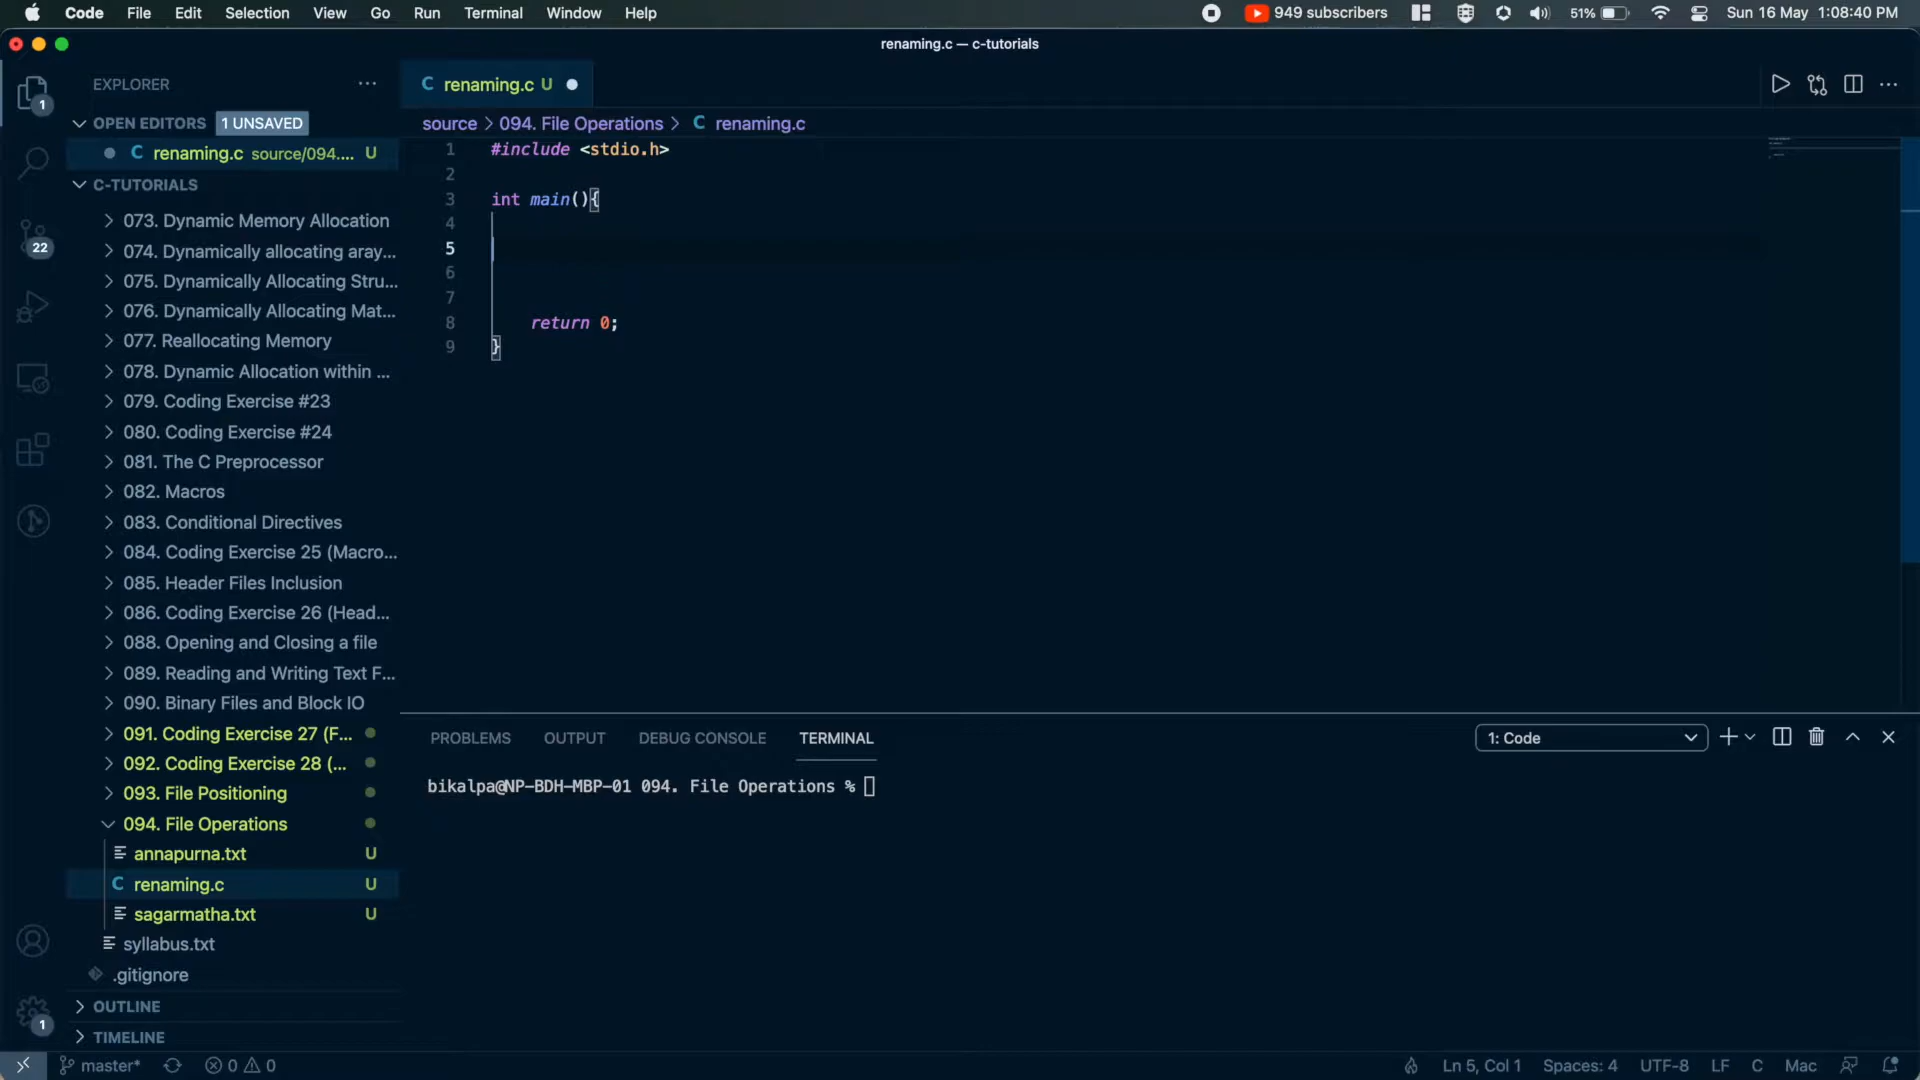 Code File Edit Selection View Go Run Terminal Window Help 949 subscribers 51% Sun 16 May 1:08:40 PM
renaming.c — c-tutorials
EXPLORER
OPEN EDITORS 1 UNSAVED
renaming.c source/094.... U
C-TUTORIALS
073. Dynamic Memory Allocation
074. Dynamically allocating aray...
075. Dynamically Allocating Stru...
076. Dynamically Allocating Mat...
077. Reallocating Memory
078. Dynamic Allocation within ...
079. Coding Exercise #23
080. Coding Exercise #24
081. The C Preprocessor
082. Macros
083. Conditional Directives
084. Coding Exercise 25 (Macro...
085. Header Files Inclusion
086. Coding Exercise 26 (Head...
088. Opening and Closing a file
089. Reading and Writing Text F...
090. Binary Files and Block IO
091. Coding Exercise 27 (F...
092. Coding Exercise 28 (...
093. File Positioning
094. File Operations
annapurna.txt U
C renaming.c U
sagarmatha.txt U
syllabus.txt
.gitignore
OUTLINE
TIMELINE
1
22
1
C renaming.c U
source > 094. File Operations > C renaming.c
1 #include <stdio.h>
2
3 int main(){
4
5
6
7
8 return 0;
9 }
PROBLEMS OUTPUT DEBUG CONSOLE TERMINAL 1: Code
bikalpa@NP-BDH-MBP-01 094. File Operations %
master* 0 0 Ln 5, Col 1 Spaces: 4 UTF-8 LF C Mac